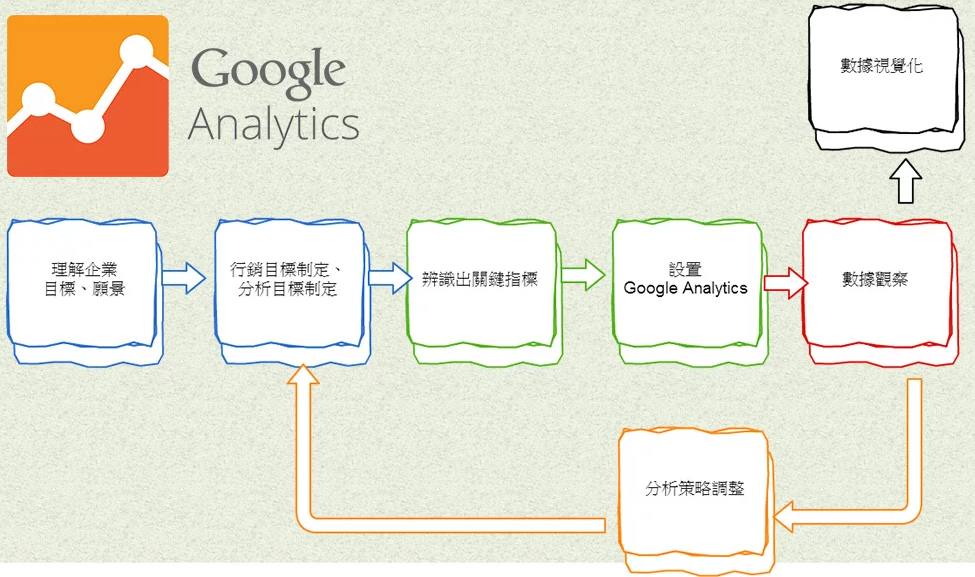 Google
Analytics
數據視覺化
理解企業
目標、願景
行銷目標制定、
分析目標制定
辨識出關鍵指標
設置
Google Analytics
數據觀察
分析策略調整